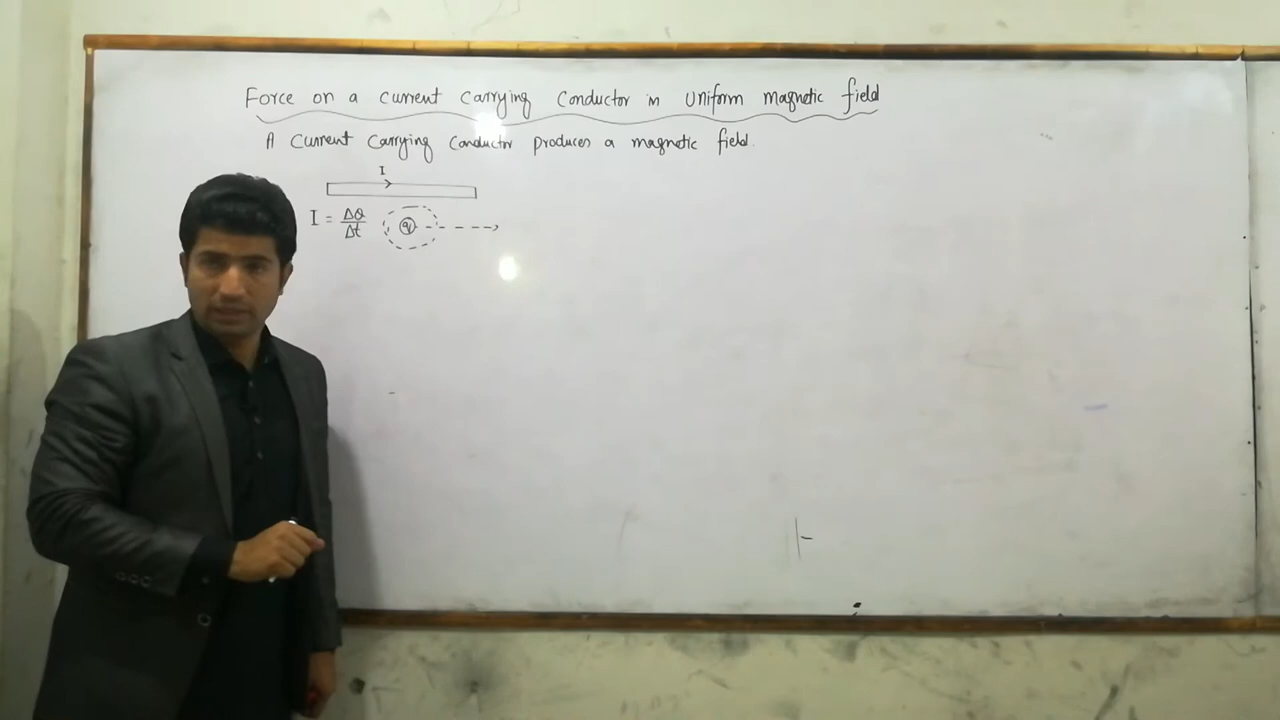 Force on a current carrying conductor in uniform magnetic field
A current carrying conductor produces a magnetic field.
I
I = ΔQ/Δt q